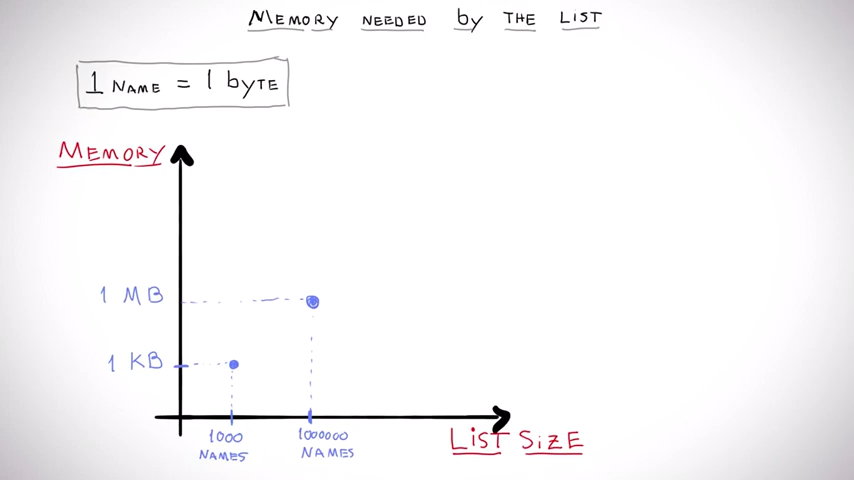 MEMORY NEEDED by THE LIST
1 NAME = 1 byTE
MEMORY
1 MB
1 KB
1000 NAMES
1000000 NAMES
LiST SiZE